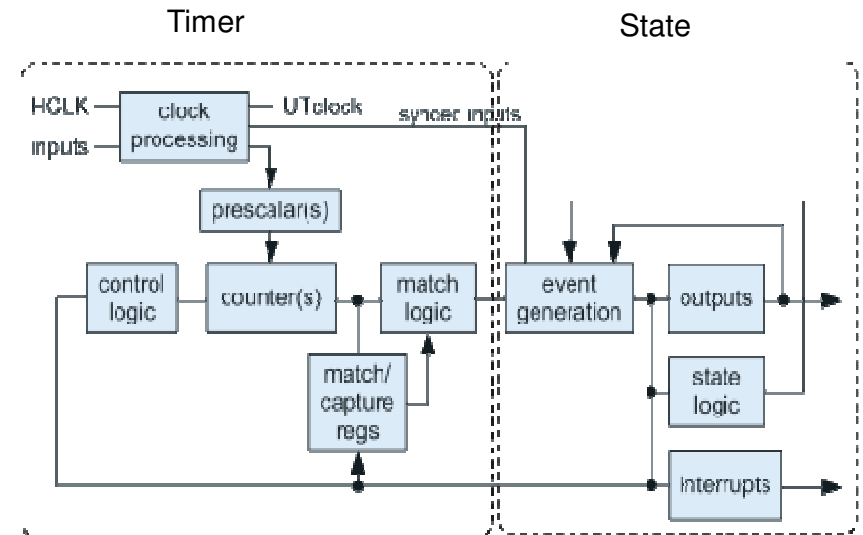 Timer
State
HCLK
clock
processing
UTclock
synced inputs
inputs
prescalar(s)
control
logic
counter(s)
match
logic
event
generation
outputs
match/
capture
regs
state
logic
interrupts